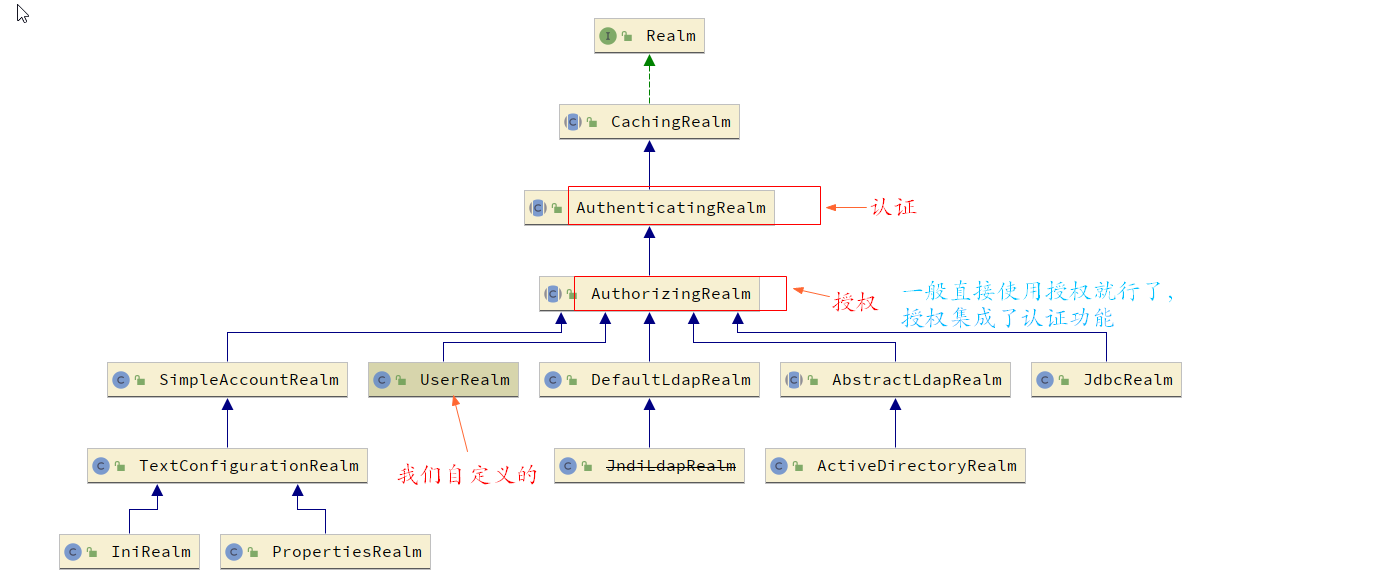 Realm
CachingRealm
AuthenticatingRealm
认证
AuthorizingRealm
授权
一般直接使用授权就行了，
授权集成了认证功能
SimpleAccountRealm
UserRealm
DefaultLdapRealm
AbstractLdapRealm
JdbcRealm
TextConfigurationRealm
我们自定义的
JndiLdapRealm
ActiveDirectoryRealm
IniRealm
PropertiesRealm